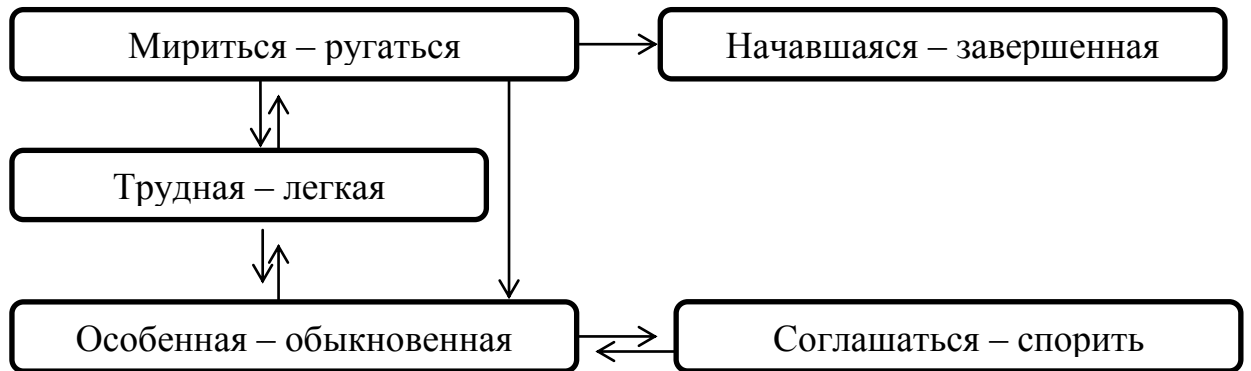 Мириться – ругаться
Начавшаяся – завершенная
Трудная – легкая
Особенная – обыкновенная
Соглашаться – спорить